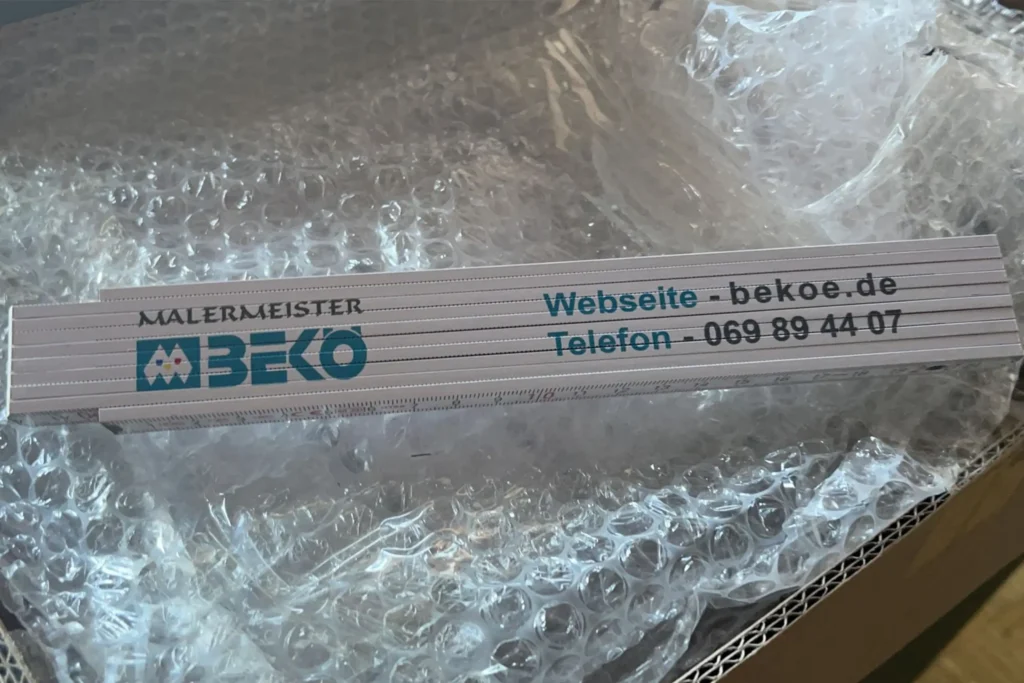 MALERMEISTER
BEKÖ
Webseite - bekoe.de
Telefon - 069 89 44 07